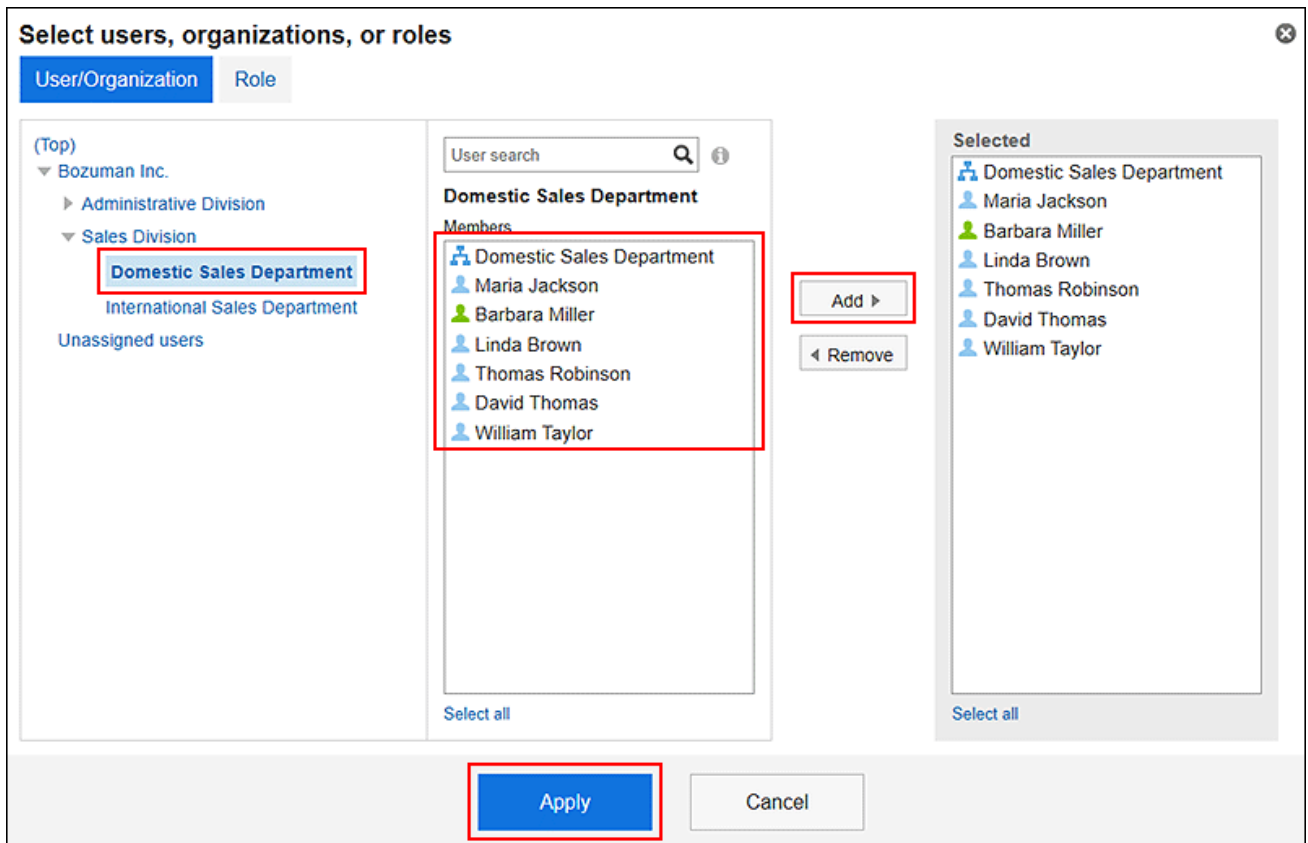 Select users, organizations, or roles
User/Organization
Role
(Top)
Bozuman Inc.
Administrative Division
Sales Division
Domestic Sales Department
International Sales Department
Unassigned users
User search
Domestic Sales Department
Members
Domestic Sales Department
Maria Jackson
Barbara Miller
Linda Brown
Thomas Robinson
David Thomas
William Taylor
Select all
Add
Remove
Selected
Domestic Sales Department
Maria Jackson
Barbara Miller
Linda Brown
Thomas Robinson
David Thomas
William Taylor
Select all
Apply
Cancel